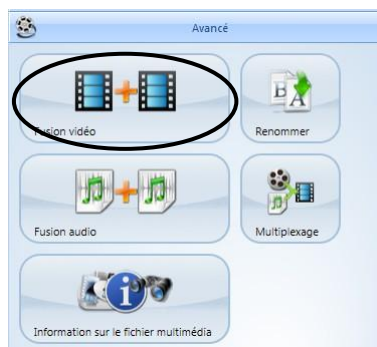 Avancé
Fusion vidéo
Renommer
Fusion audio
Multiplexage
Information sur le fichier multimédia